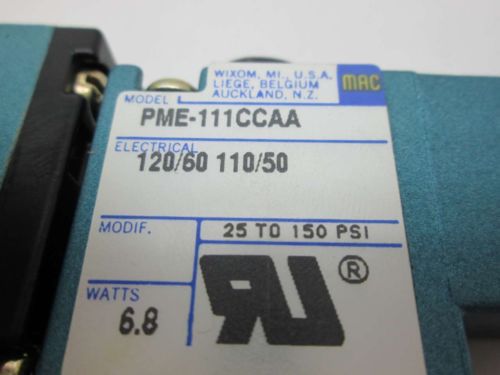 WIXOM, MI., U.S.A.
LIEGE, BELGIUM
AUCKLAND, N.Z.
MAC
MODEL
PME-111CCAA
ELECTRICAL
120/60 110/50
MODIF.
25 TO 150 PSI
WATTS
6.8
RU®